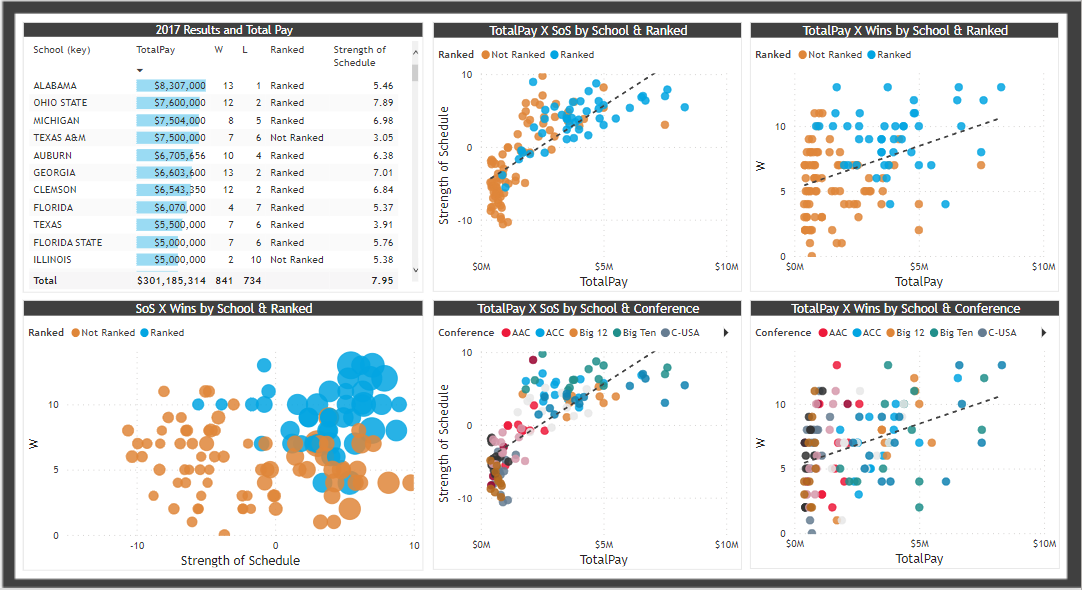 2017 Results and Total Pay
School (key) TotalPay W L Ranked Strength of Schedule
ALABAMA $8,307,000 13 1 Ranked 5.46
OHIO STATE $7,600,000 12 2 Ranked 7.89
MICHIGAN $7,504,000 8 5 Ranked 6.98
TEXAS A&M $7,500,000 7 6 Not Ranked 3.05
AUBURN $6,705,656 10 4 Ranked 6.38
GEORGIA $6,603,600 13 2 Ranked 7.01
CLEMSON $6,543,350 12 2 Ranked 6.84
FLORIDA $6,070,000 4 7 Ranked 5.37
TEXAS $5,500,000 7 6 Ranked 3.91
FLORIDA STATE $5,000,000 7 6 Ranked 5.76
ILLINOIS $5,000,000 2 10 Not Ranked 5.38
Total $301,185,314 841 734 7.95
TotalPay X SoS by School & Ranked
Ranked Not Ranked Ranked
Strength of Schedule
10
0
-10
$0M $5M $10M
TotalPay
TotalPay X Wins by School & Ranked
Ranked Not Ranked Ranked
W
10
5
0
$0M $5M $10M
TotalPay
SoS X Wins by School & Ranked
Ranked Not Ranked Ranked
W
10
5
0
-10 0 10
Strength of Schedule
TotalPay X SoS by School & Conference
Conference AAC ACC Big 12 Big Ten C-USA
Strength of Schedule
10
0
-10
$0M $5M $10M
TotalPay
TotalPay X Wins by School & Conference
Conference AAC ACC Big 12 Big Ten C-USA
W
10
5
0
$0M $5M $10M
TotalPay